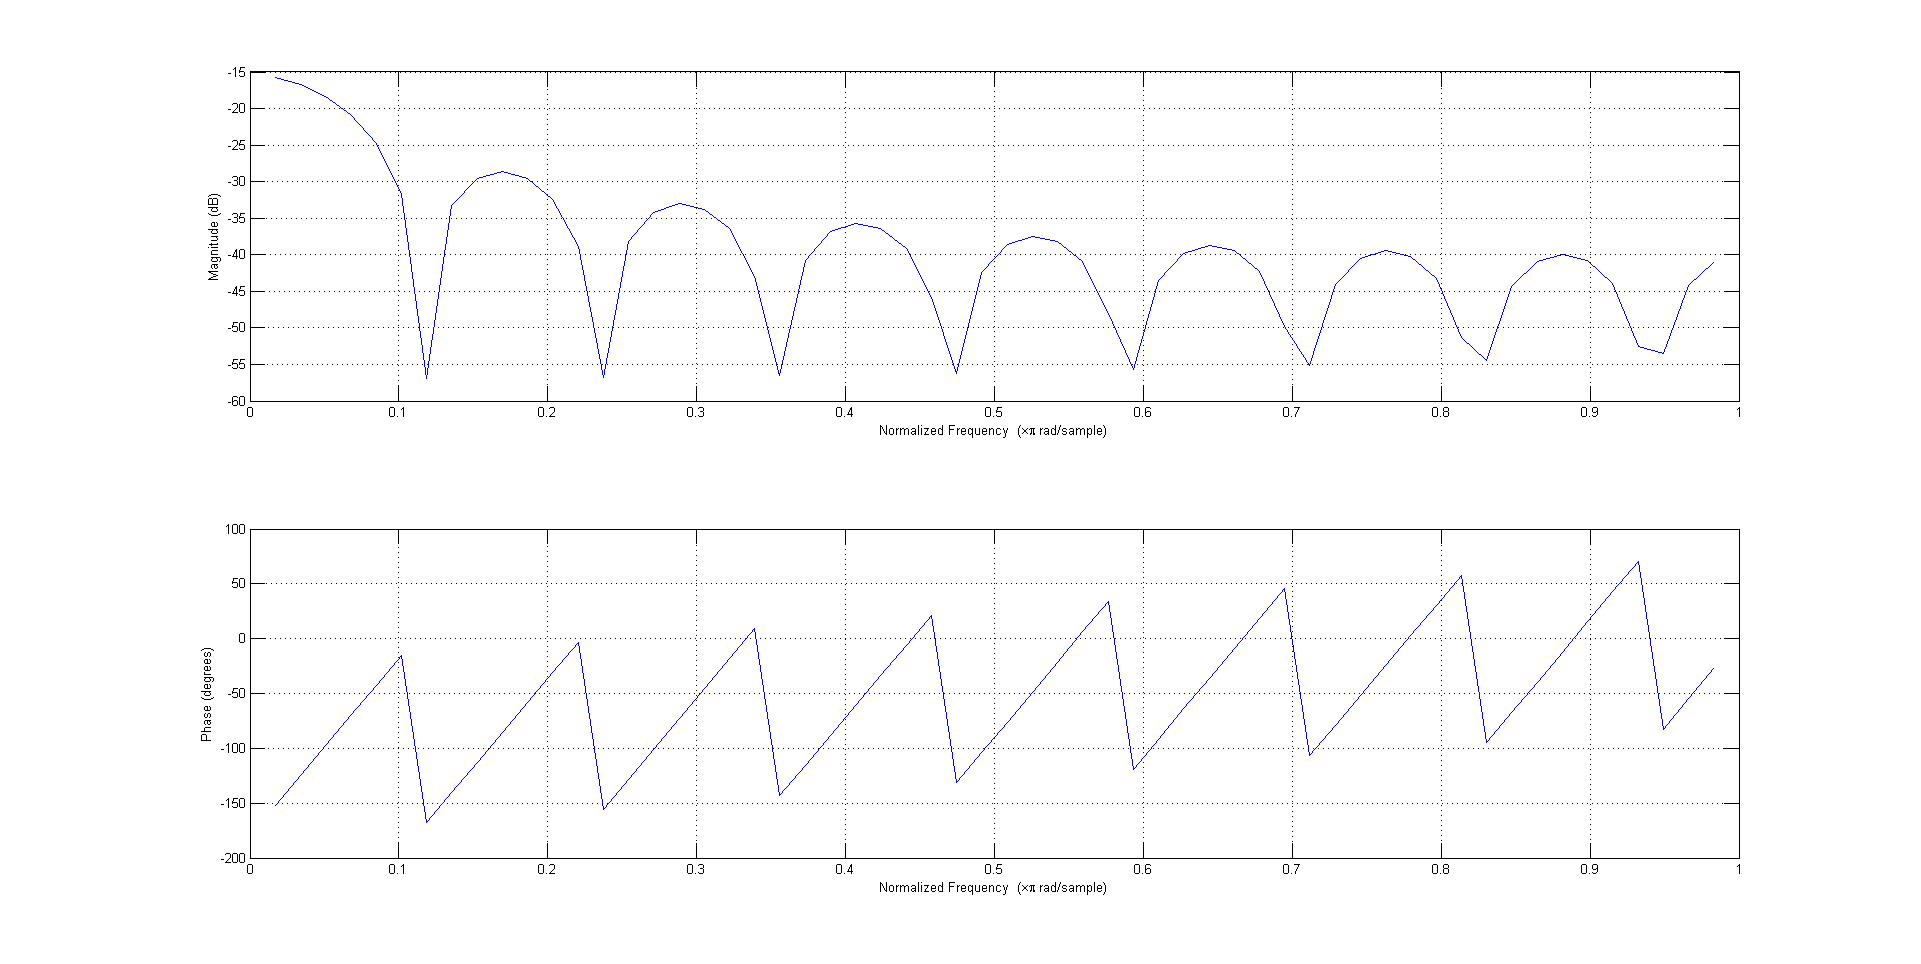 -15
-20
-25
-30
-35
-40
-45
-50
-55
-60
Magnitude (dB)
0 0.1 0.2 0.3 0.4 0.5 0.6 0.7 0.8 0.9 1
Normalized Frequency (×π rad/sample)
100
50
0
-50
-100
-150
-200
Phase (degrees)
0 0.1 0.2 0.3 0.4 0.5 0.6 0.7 0.8 0.9 1
Normalized Frequency (×π rad/sample)